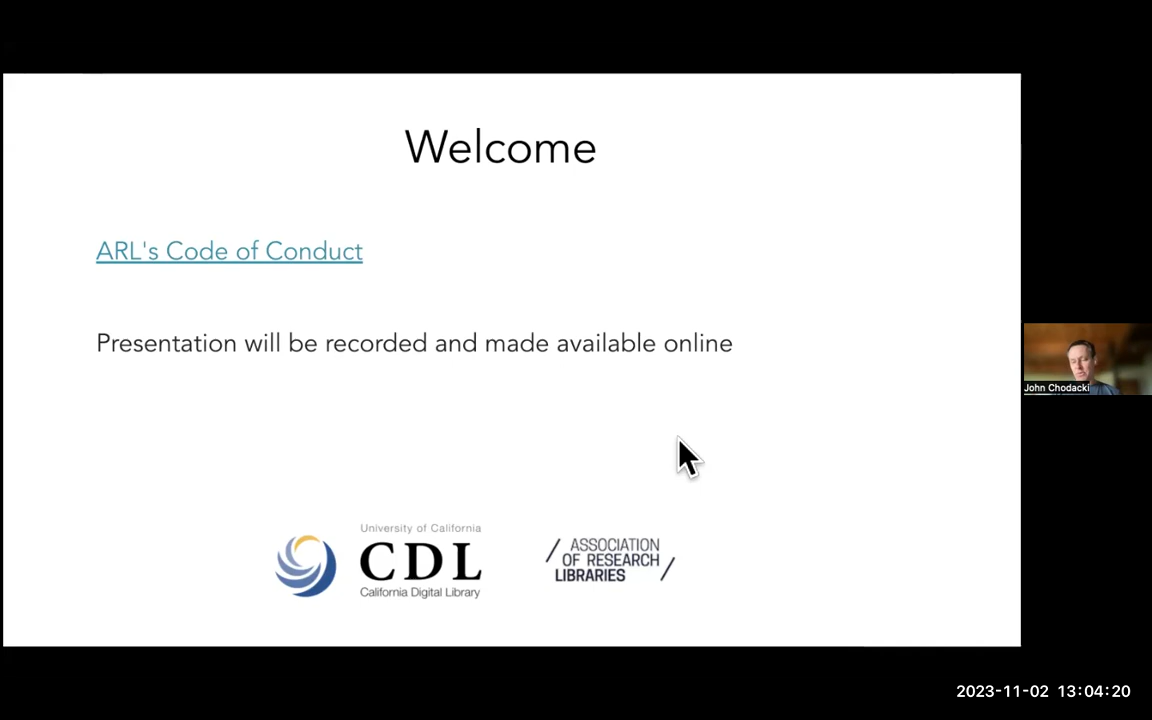 Welcome
ARL's Code of Conduct
Presentation will be recorded and made available online
John Chodacki
University of California
CDL
California Digital Library
ASSOCIATION
OF RESEARCH
LIBRARIES
2023-11-02 13:04:20